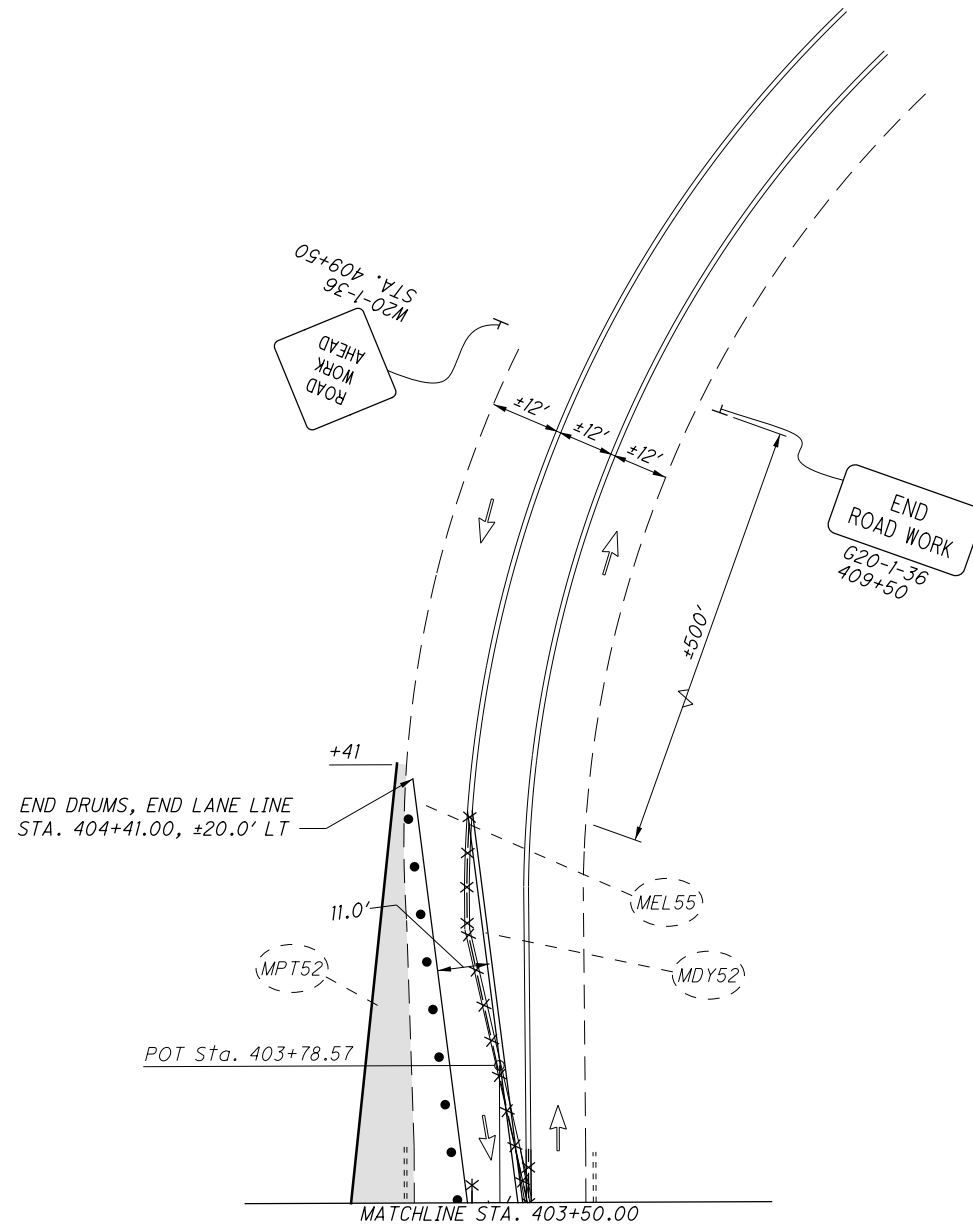 W20-1-36
STA. 409+50
ROAD
WORK
AHEAD
±12'
±12'
±12'
END
ROAD WORK
G20-1-36
409+50
±500'
+41
END DRUMS, END LANE LINE
STA. 404+41.00, ±20.0' LT
MEL55
11.0'
MPT52
MDY52
POT Sta. 403+78.57
MATCHLINE STA. 403+50.00